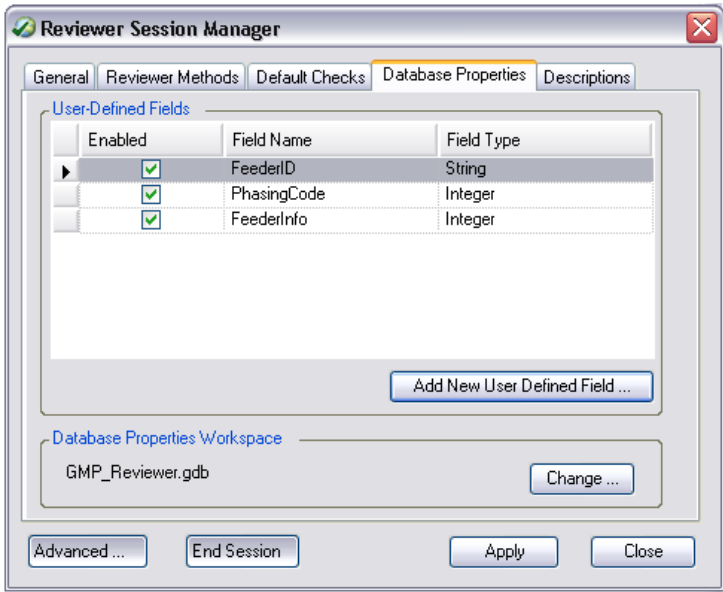 Reviewer Session Manager
General Reviewer Methods Default Checks Database Properties Descriptions
User-Defined Fields
Enabled Field Name Field Type
FeederID String
PhasingCode Integer
FeederInfo Integer
Add New User Defined Field ...
Database Properties Workspace
GMP_Reviewer.gdb Change ...
Advanced ... End Session Apply Close